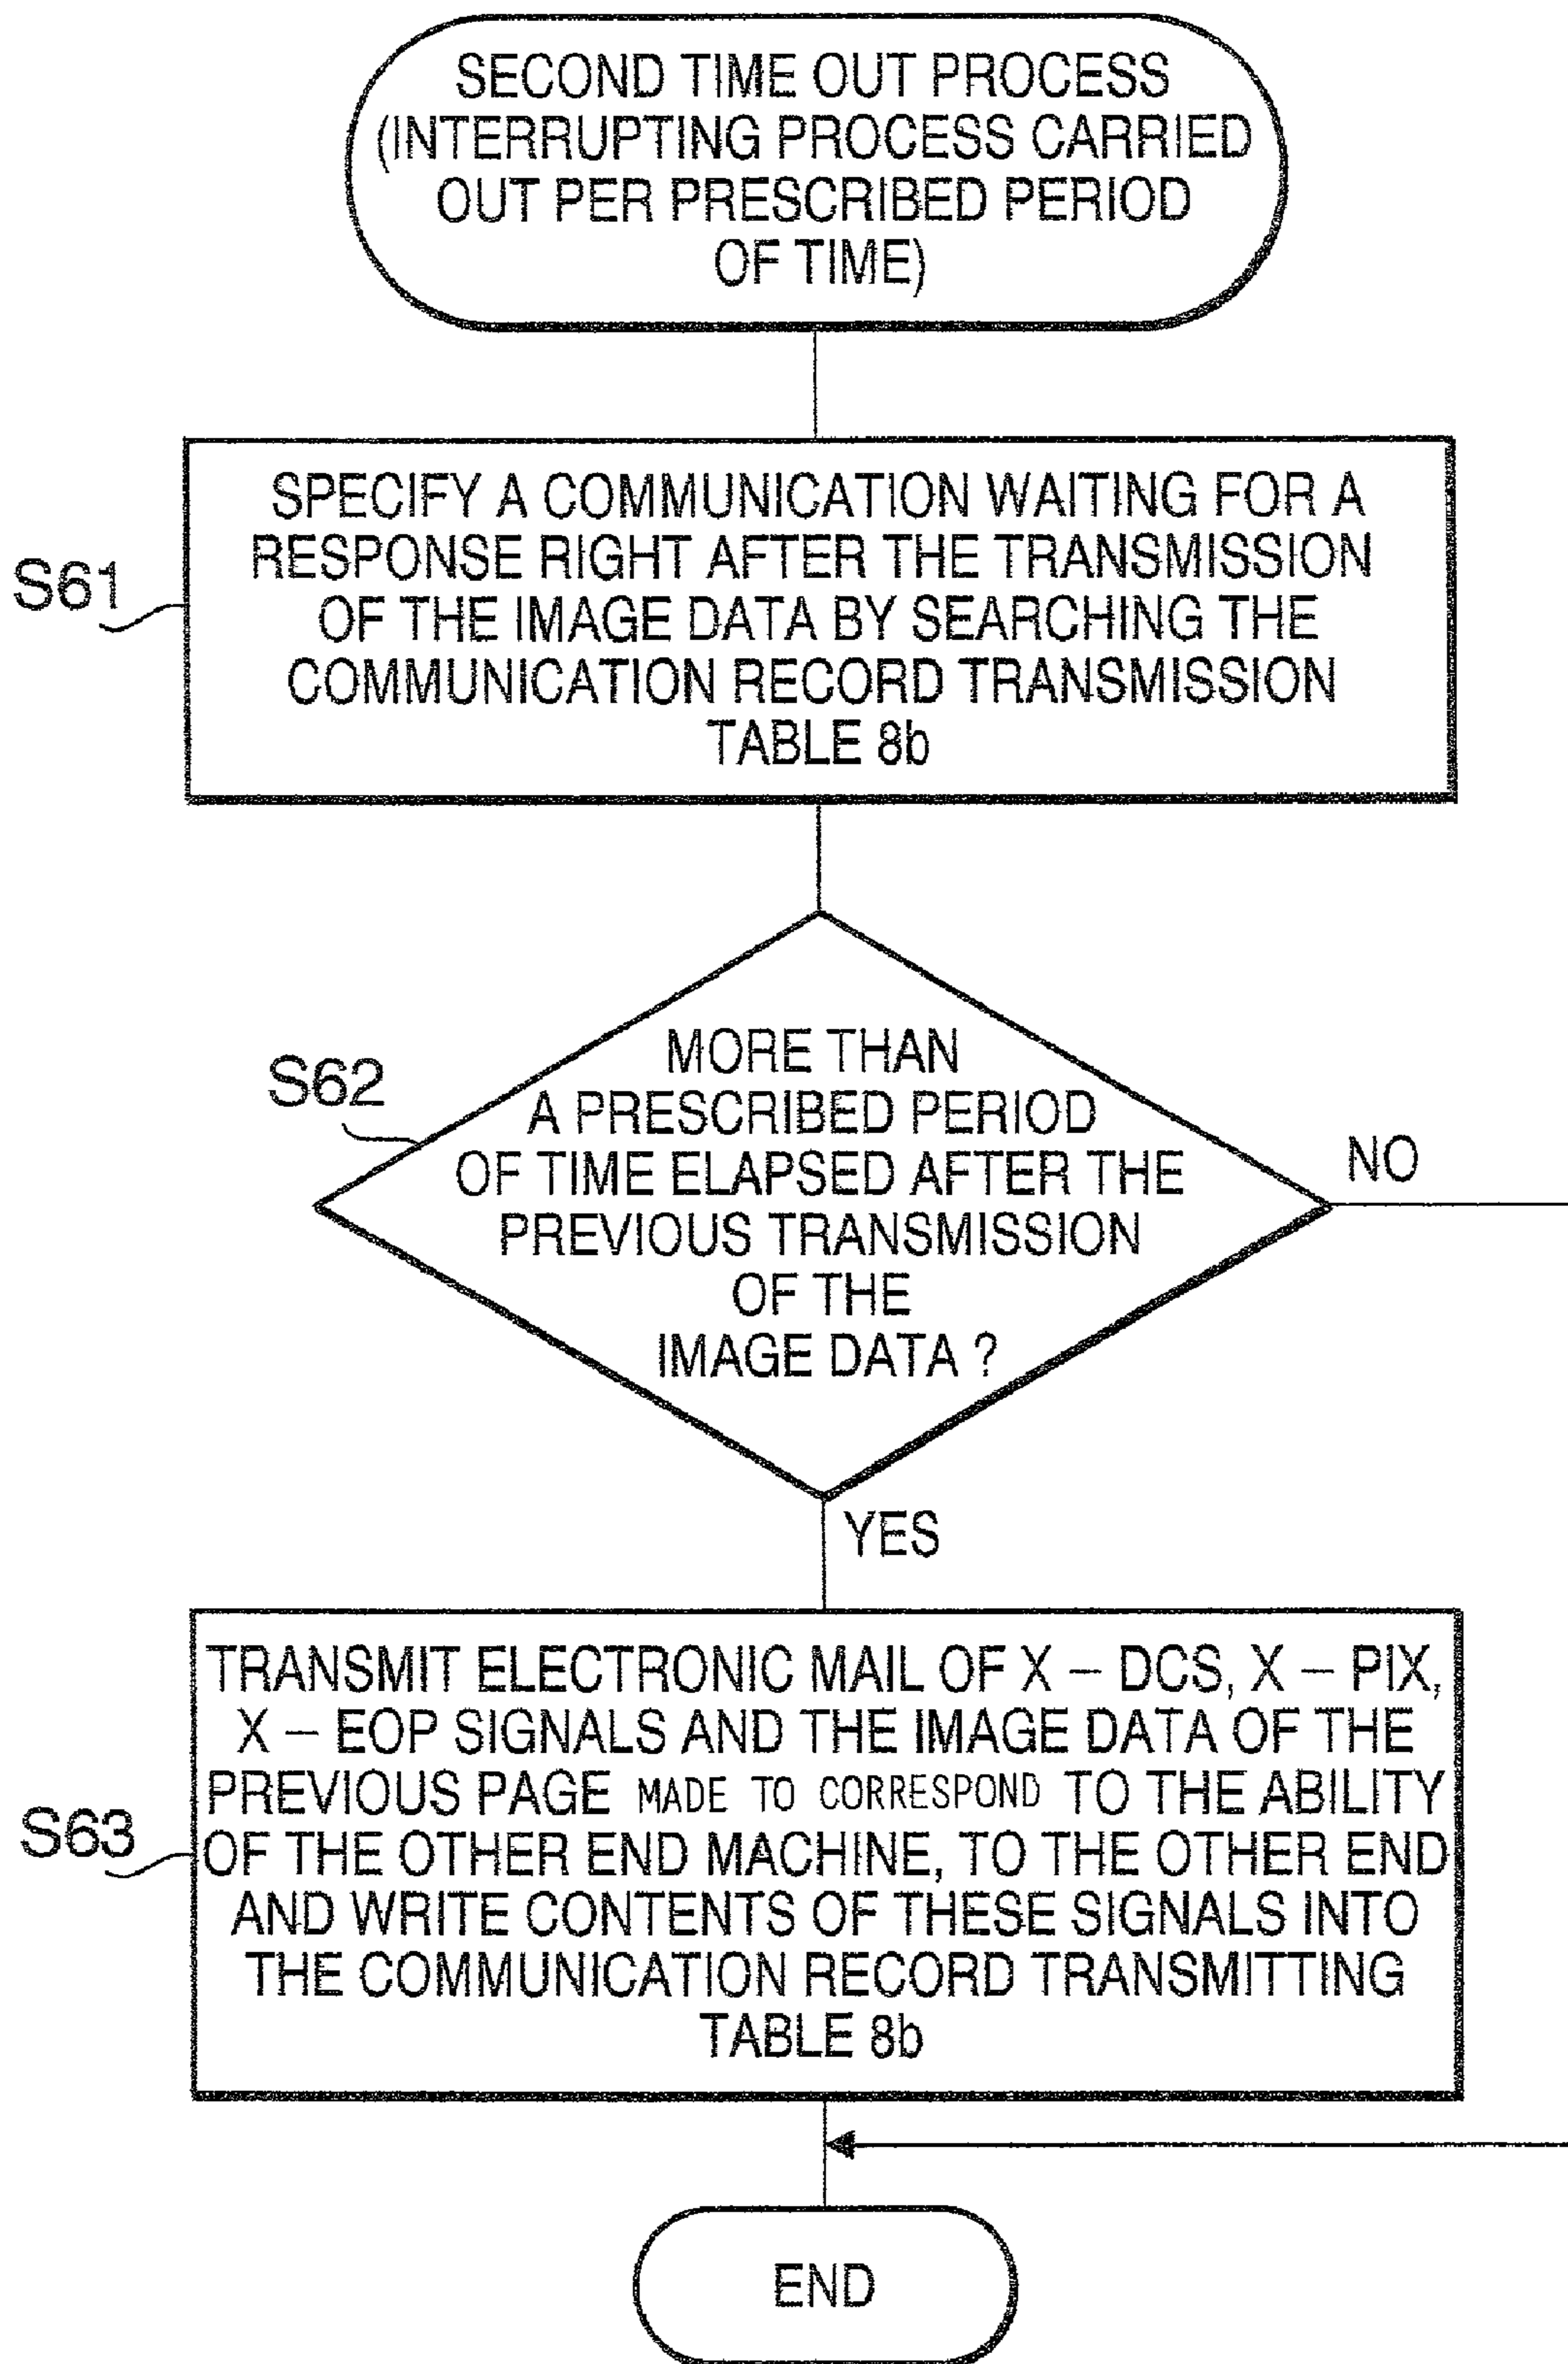 SECOND TIME OUT PROCESS
(INTERRUPTING PROCESS CARRIED
OUT PER PRESCRIBED PERIOD
OF TIME)
SPECIFY A COMMUNICATION WAITING FOR A
RESPONSE RIGHT AFTER THE TRANSMISSION
OF THE IMAGE DATA BY SEARCHING THE
COMMUNICATION RECORD TRANSMISSION
TABLE 8b
S61
MORE THAN
A PRESCRIBED PERIOD
OF TIME ELAPSED AFTER THE
PREVIOUS TRANSMISSION
OF THE
IMAGE DATA ?
S62
NO
YES
TRANSMIT ELECTRONIC MAIL OF X – DCS, X – PIX,
X – EOP SIGNALS AND THE IMAGE DATA OF THE
PREVIOUS PAGE MADE TO CORRESPOND TO THE ABILITY
OF THE OTHER END MACHINE, TO THE OTHER END
AND WRITE CONTENTS OF THESE SIGNALS INTO
THE COMMUNICATION RECORD TRANSMITTING
TABLE 8b
S63
END